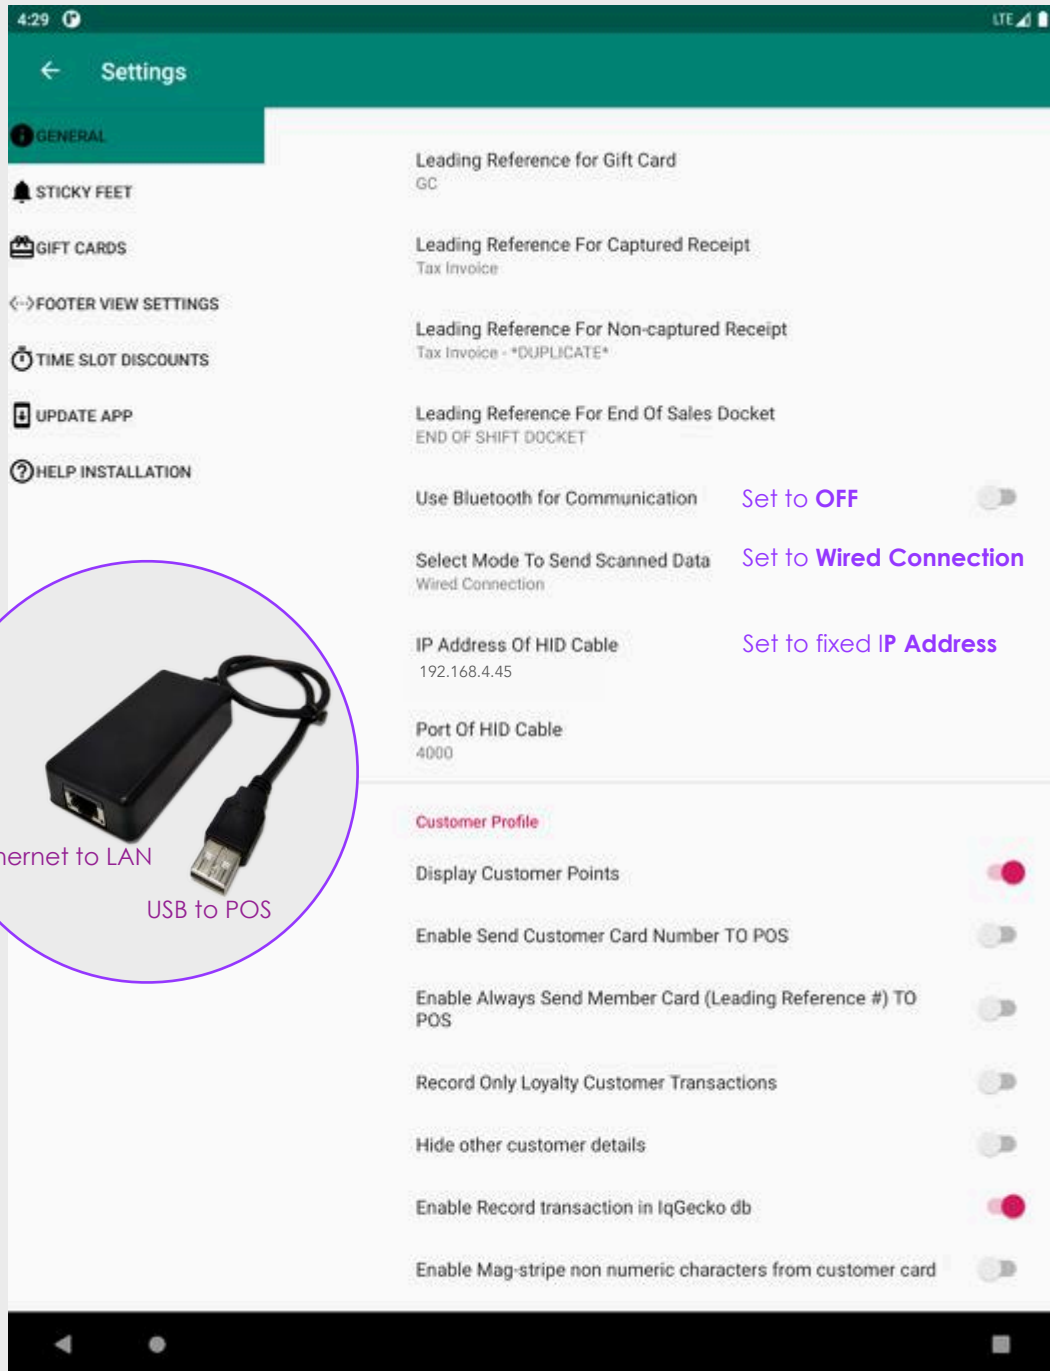 4:29
LTE
Settings
GENERAL
STICKY FEET
GIFT CARDS
FOOTER VIEW SETTINGS
TIME SLOT DISCOUNTS
UPDATE APP
HELP INSTALLATION
Leading Reference for Gift Card
GC
Leading Reference For Captured Receipt
Tax Invoice
Leading Reference For Non-captured Receipt
Tax Invoice - *DUPLICATE*
Leading Reference For End Of Sales Docket
END OF SHIFT DOCKET
Use Bluetooth for Communication
Set to OFF
Select Mode To Send Scanned Data
Set to Wired Connection
Wired Connection
IP Address Of HID Cable
Set to fixed IP Address
192.168.4.45
Port Of HID Cable
4000
hernet to LAN
USB to POS
Customer Profile
Display Customer Points
Enable Send Customer Card Number TO POS
Enable Always Send Member Card (Leading Reference #) TO
POS
Record Only Loyalty Customer Transactions
Hide other customer details
Enable Record transaction in IqGecko db
Enable Mag-stripe non numeric characters from customer card